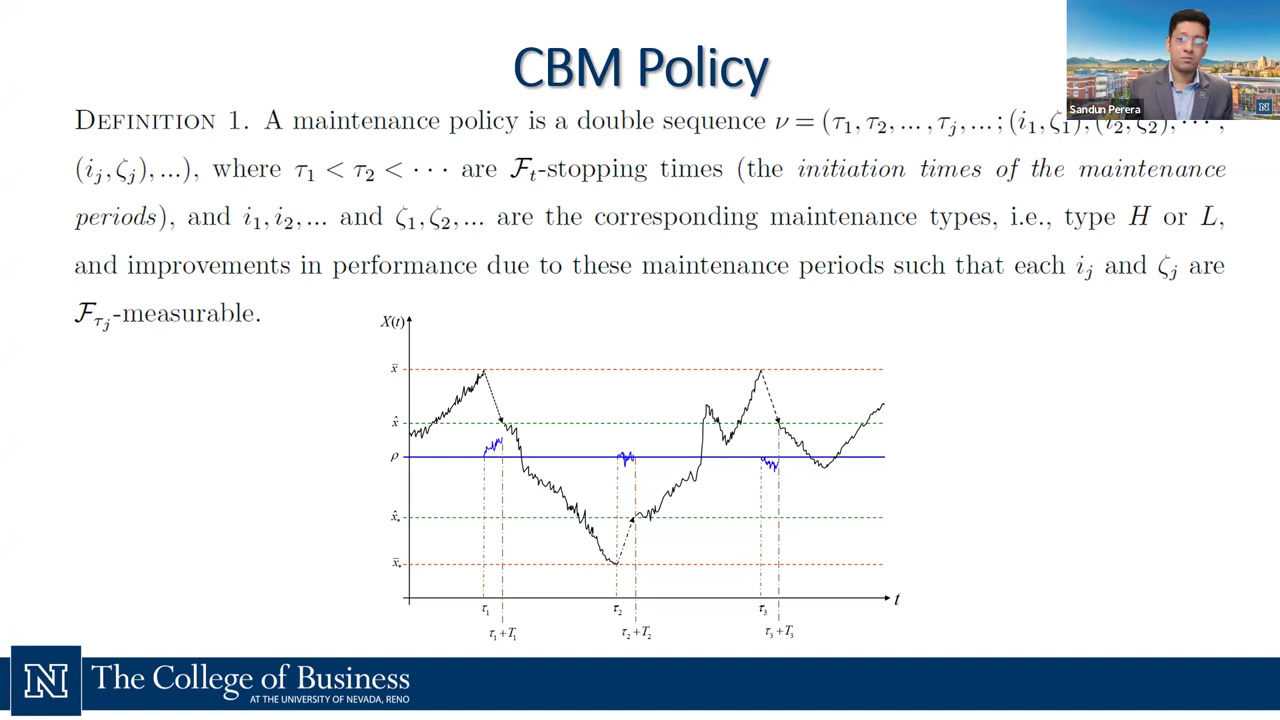 CBM Policy
Sandun Perera
DEFINITION 1. A maintenance policy is a double sequence ν = (τ₁, τ₂, ..., τⱼ, ...; (i₁, ζ₁), (i₂, ζ₂), ··· ,
(iⱼ, ζⱼ), ...), where τ₁ < τ₂ < ··· are ℱₜ-stopping times (the initiation times of the maintenance
periods), and i₁, i₂, ... and ζ₁, ζ₂, ... are the corresponding maintenance types, i.e., type H or L,
and improvements in performance due to these maintenance periods such that each iⱼ and ζⱼ are
ℱ_τⱼ-measurable.
X(t)
x̅
x̂
ρ
x̂₊
x̅₊
t
τ₁
τ₂
τ₃
τ₁+T₁
τ₂+T₂
τ₃+T₃
N
The College of Business
AT THE UNIVERSITY OF NEVADA, RENO